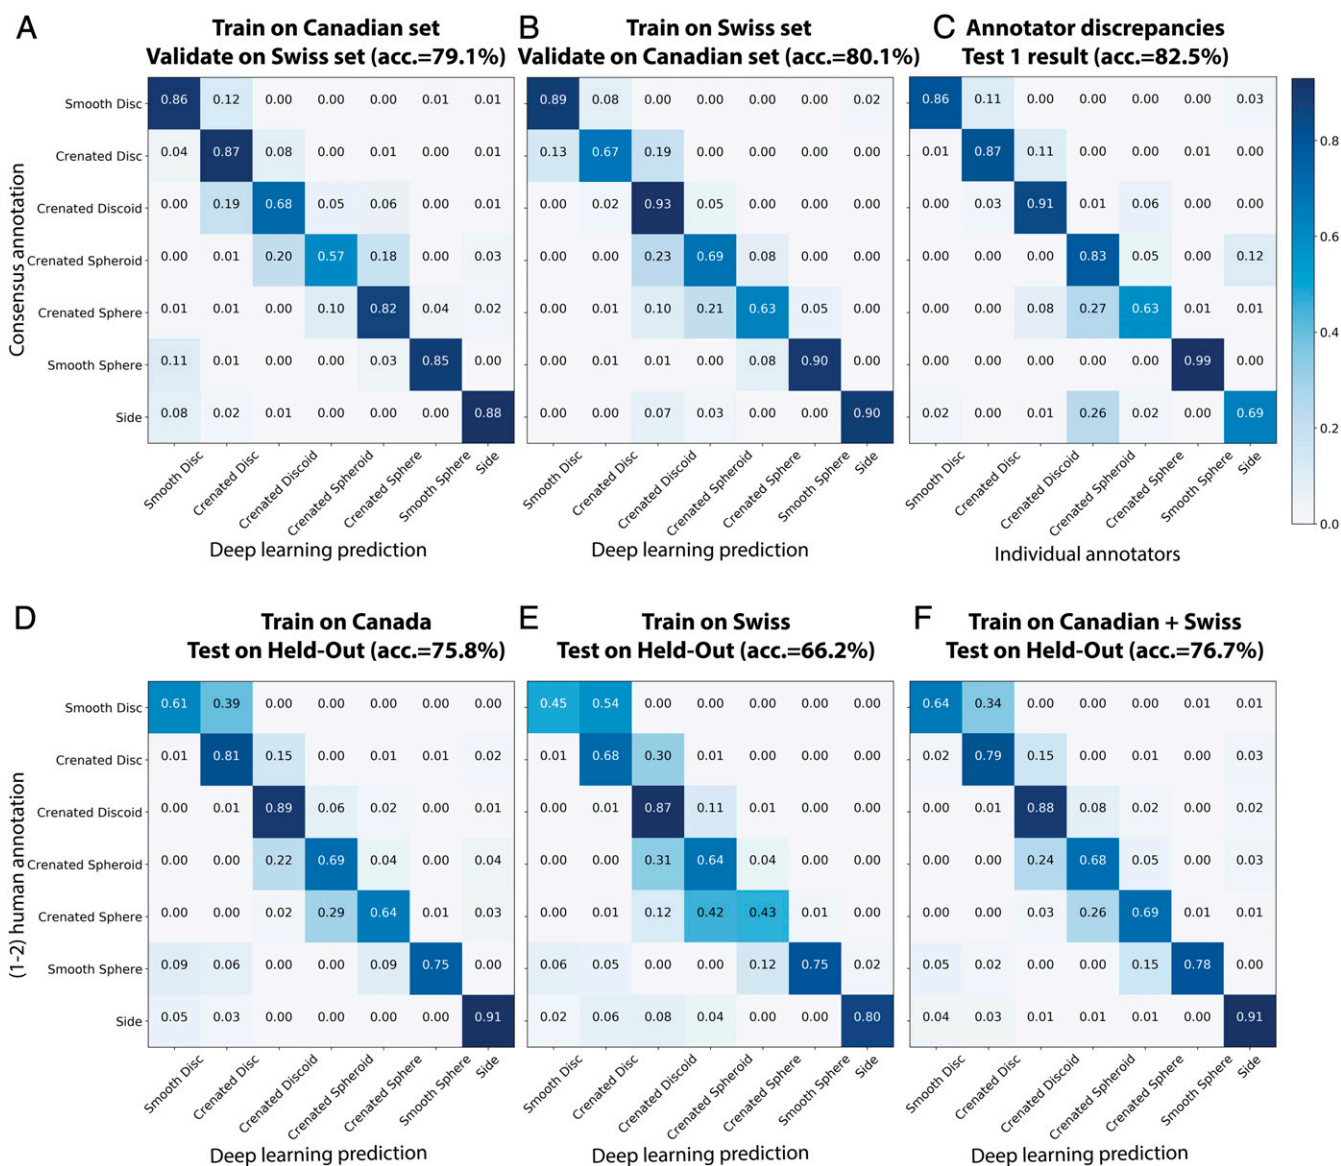 A
Train on Canadian set
Validate on Swiss set (acc.=79.1%)
B
Train on Swiss set
Validate on Canadian set (acc.=80.1%)
C
Annotator discrepancies
Test 1 result (acc.=82.5%)
Consensus annotation
Smooth Disc 0.86 0.12 0.00 0.00 0.00 0.01 0.01
Crenated Disc 0.04 0.87 0.08 0.00 0.01 0.00 0.01
Crenated Discoid 0.00 0.19 0.68 0.05 0.06 0.00 0.01
Crenated Spheroid 0.00 0.01 0.20 0.57 0.18 0.00 0.03
Crenated Sphere 0.01 0.01 0.00 0.10 0.82 0.04 0.02
Smooth Sphere 0.11 0.01 0.00 0.00 0.03 0.85 0.00
Side 0.08 0.02 0.01 0.00 0.00 0.00 0.88
Smooth Disc
Crenated Disc
Crenated Discoid
Crenated Spheroid
Crenated Sphere
Smooth Sphere
Side
Deep learning prediction
0.89 0.08 0.00 0.00 0.00 0.00 0.02
0.13 0.67 0.19 0.00 0.00 0.00 0.00
0.00 0.02 0.93 0.05 0.00 0.00 0.00
0.00 0.00 0.23 0.69 0.08 0.00 0.00
0.00 0.00 0.10 0.21 0.63 0.05 0.00
0.00 0.01 0.01 0.00 0.08 0.90 0.00
0.00 0.00 0.07 0.03 0.00 0.00 0.90
Smooth Disc
Crenated Disc
Crenated Discoid
Crenated Spheroid
Crenated Sphere
Smooth Sphere
Side
Deep learning prediction
0.86 0.11 0.00 0.00 0.00 0.00 0.03
0.01 0.87 0.11 0.00 0.00 0.00 0.00
0.00 0.03 0.91 0.01 0.06 0.00 0.00
0.00 0.00 0.00 0.83 0.05 0.00 0.12
0.00 0.00 0.08 0.27 0.63 0.01 0.01
0.00 0.00 0.00 0.00 0.00 0.99 0.00
0.02 0.00 0.01 0.26 0.02 0.00 0.69
Smooth Disc
Crenated Disc
Crenated Discoid
Crenated Spheroid
Crenated Sphere
Smooth Sphere
Side
Individual annotators
0.8
0.6
0.4
0.2
0.0
D
Train on Canada
Test on Held-Out (acc.=75.8%)
E
Train on Swiss
Test on Held-Out (acc.=66.2%)
F
Train on Canadian + Swiss
Test on Held-Out (acc.=76.7%)
(1-2) human annotation
Smooth Disc 0.61 0.39 0.00 0.00 0.00 0.00 0.00
Crenated Disc 0.01 0.81 0.15 0.00 0.01 0.01 0.02
Crenated Discoid 0.00 0.01 0.89 0.06 0.02 0.00 0.01
Crenated Spheroid 0.00 0.00 0.22 0.69 0.04 0.00 0.04
Crenated Sphere 0.00 0.00 0.02 0.29 0.64 0.01 0.03
Smooth Sphere 0.09 0.06 0.00 0.00 0.09 0.75 0.00
Side 0.05 0.03 0.00 0.00 0.00 0.00 0.91
Smooth Disc
Crenated Disc
Crenated Discoid
Crenated Spheroid
Crenated Sphere
Smooth Sphere
Side
Deep learning prediction
0.45 0.54 0.00 0.00 0.00 0.00 0.00
0.01 0.68 0.30 0.01 0.00 0.00 0.00
0.00 0.01 0.87 0.11 0.01 0.00 0.00
0.00 0.00 0.31 0.64 0.04 0.00 0.00
0.00 0.01 0.12 0.42 0.43 0.01 0.00
0.06 0.05 0.00 0.00 0.12 0.75 0.02
0.02 0.06 0.08 0.04 0.00 0.00 0.80
Smooth Disc
Crenated Disc
Crenated Discoid
Crenated Spheroid
Crenated Sphere
Smooth Sphere
Side
Deep learning prediction
0.64 0.34 0.00 0.00 0.00 0.01 0.01
0.02 0.79 0.15 0.00 0.01 0.00 0.03
0.00 0.01 0.88 0.08 0.02 0.00 0.02
0.00 0.00 0.24 0.68 0.05 0.00 0.03
0.00 0.00 0.03 0.26 0.69 0.01 0.01
0.05 0.02 0.00 0.00 0.15 0.78 0.00
0.04 0.03 0.01 0.01 0.01 0.00 0.91
Smooth Disc
Crenated Disc
Crenated Discoid
Crenated Spheroid
Crenated Sphere
Smooth Sphere
Side
Deep learning prediction